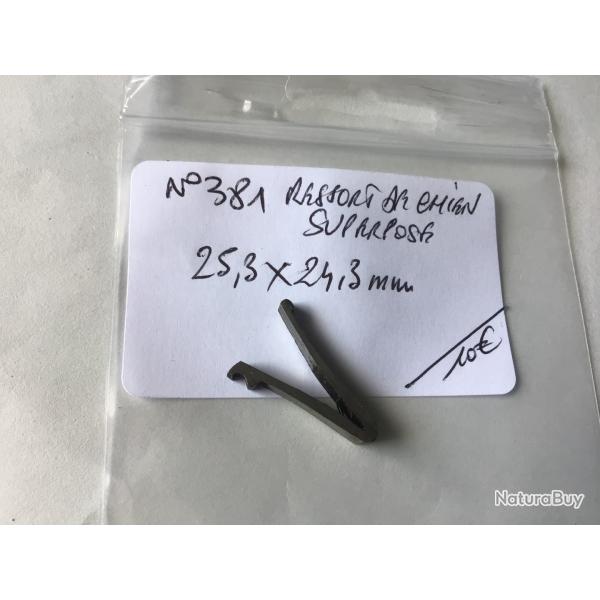 N°381 RESSORT DE CHIEN
SUPERPOSE
25,3 X 24,3 mm
10€
NaturaBuy